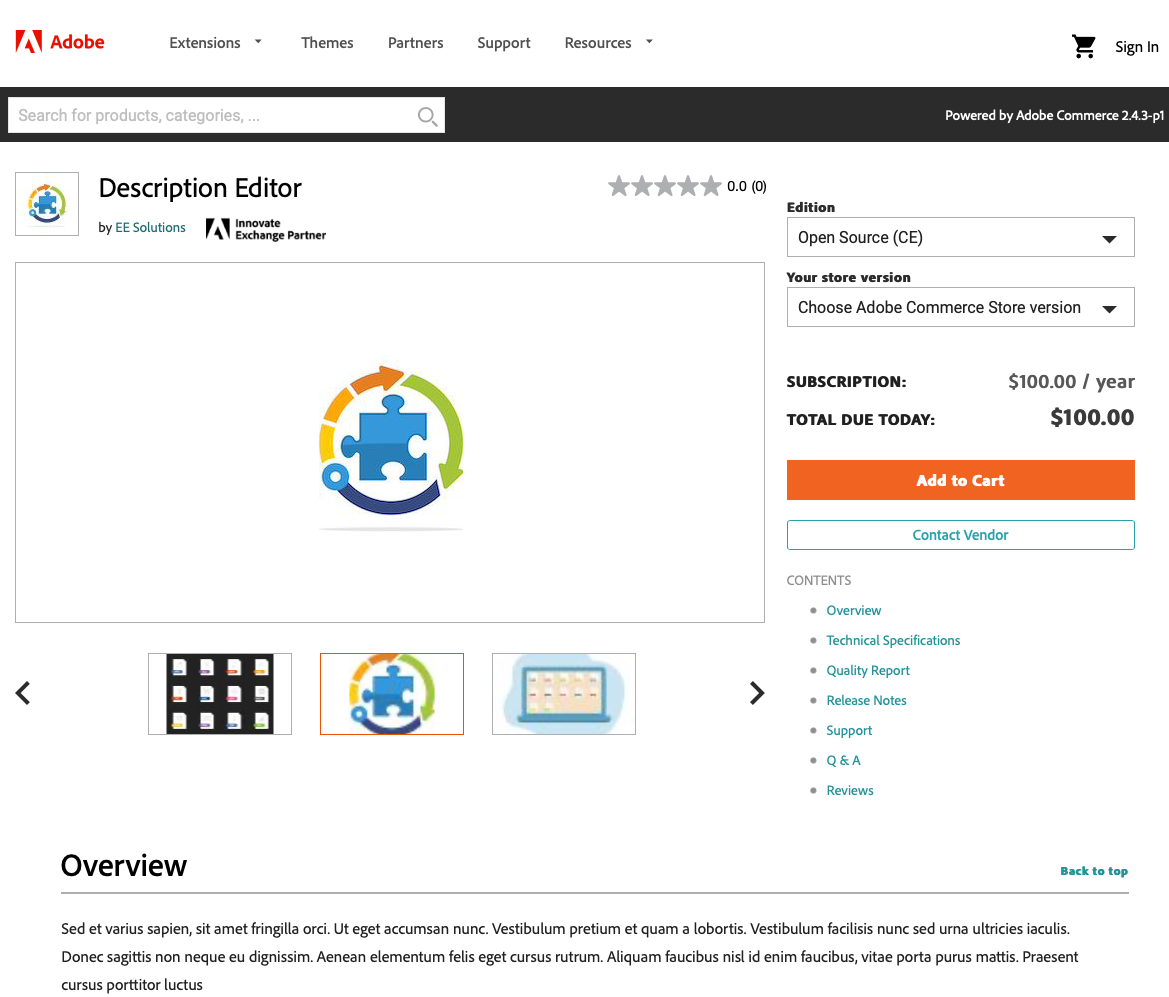 Adobe
Extensions
Themes
Partners
Support
Resources
Sign In
Search for products, categories, ...
Powered by Adobe Commerce 2.4.3-p1
Description Editor
0.0 (0)
by EE Solutions
Innovate
Exchange Partner
Edition
Open Source (CE)
Your store version
Choose Adobe Commerce Store version
SUBSCRIPTION: $100.00 / year
TOTAL DUE TODAY: $100.00
Add to Cart
Contact Vendor
CONTENTS
Overview
Technical Specifications
Quality Report
Release Notes
Support
Q & A
Reviews
Overview
Back to top
Sed et varius sapien, sit amet fringilla orci. Ut eget accumsan nunc. Vestibulum pretium et quam a lobortis. Vestibulum facilisis nunc sed urna ultricies iaculis.
Donec sagittis non neque eu dignissim. Aenean elementum felis eget cursus rutrum. Aliquam faucibus nisl id enim faucibus, vitae porta purus mattis. Praesent
cursus porttitor luctus